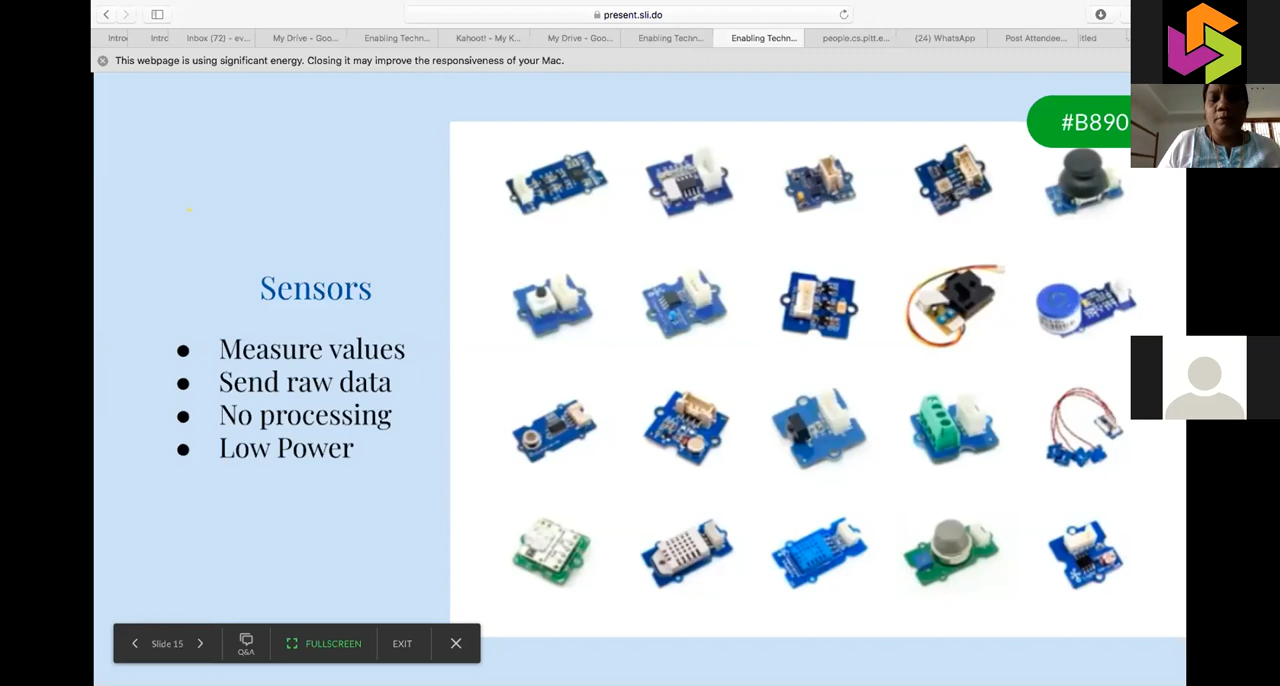 present.sli.do
Introd
Intrc
Inbox (72) - ev...
My Drive - Goo...
Enabling Techn...
Kahoot! - My K...
My Drive - Goo...
Enabling Techn...
Enabling Techn...
people.cs.pitt.e...
(24) WhatsApp
Post Attendee...
itled
This webpage is using significant energy. Closing it may improve the responsiveness of your Mac.
#B890
Sensors
● Measure values
● Send raw data
● No processing
● Low Power
Slide 15
Q&A
FULLSCREEN
EXIT